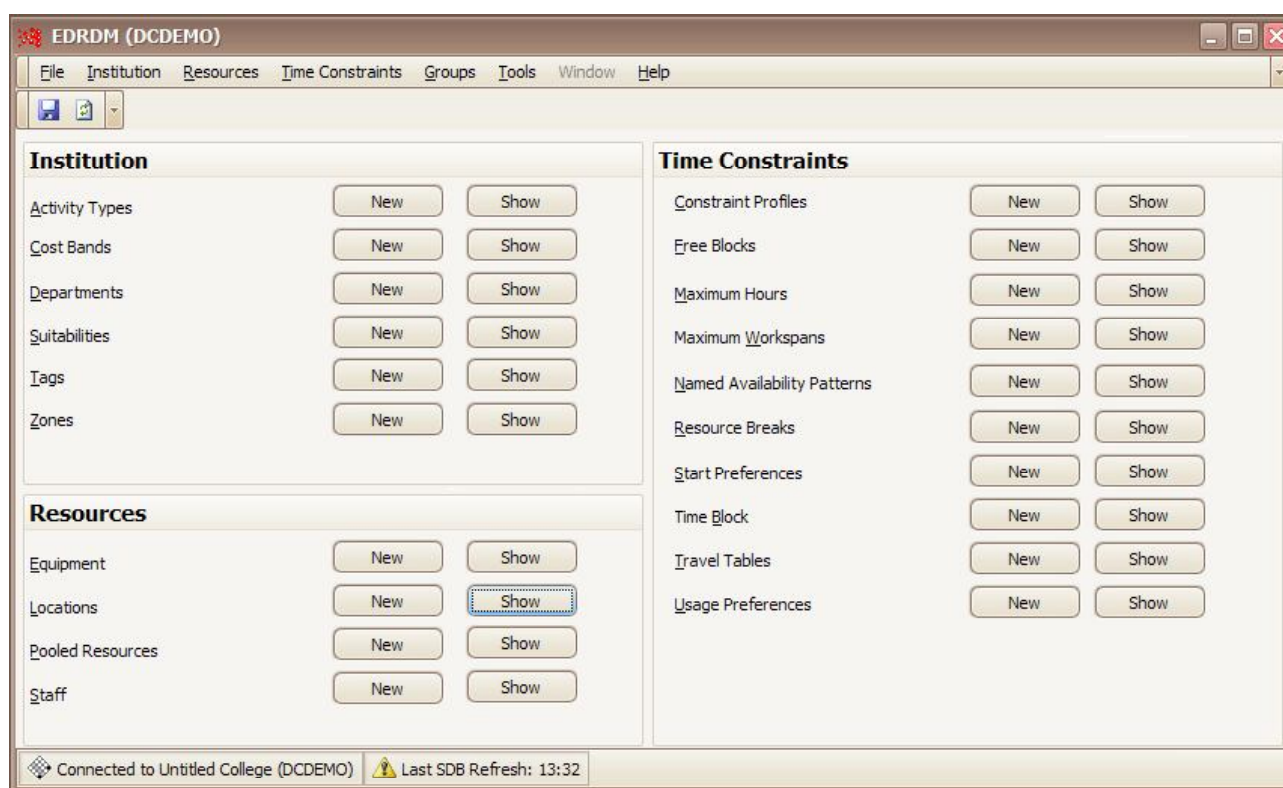 EDRDM (DCDEMO)
File Institution Resources Time Constraints Groups Tools Window Help
Institution
Activity Types New Show
Cost Bands New Show
Departments New Show
Suitabilities New Show
Tags New Show
Zones New Show
Resources
Equipment New Show
Locations New Show
Pooled Resources New Show
Staff New Show
Time Constraints
Constraint Profiles New Show
Free Blocks New Show
Maximum Hours New Show
Maximum Workspans New Show
Named Availability Patterns New Show
Resource Breaks New Show
Start Preferences New Show
Time Block New Show
Travel Tables New Show
Usage Preferences New Show
Connected to Untitled College (DCDEMO) Last SDB Refresh: 13:32